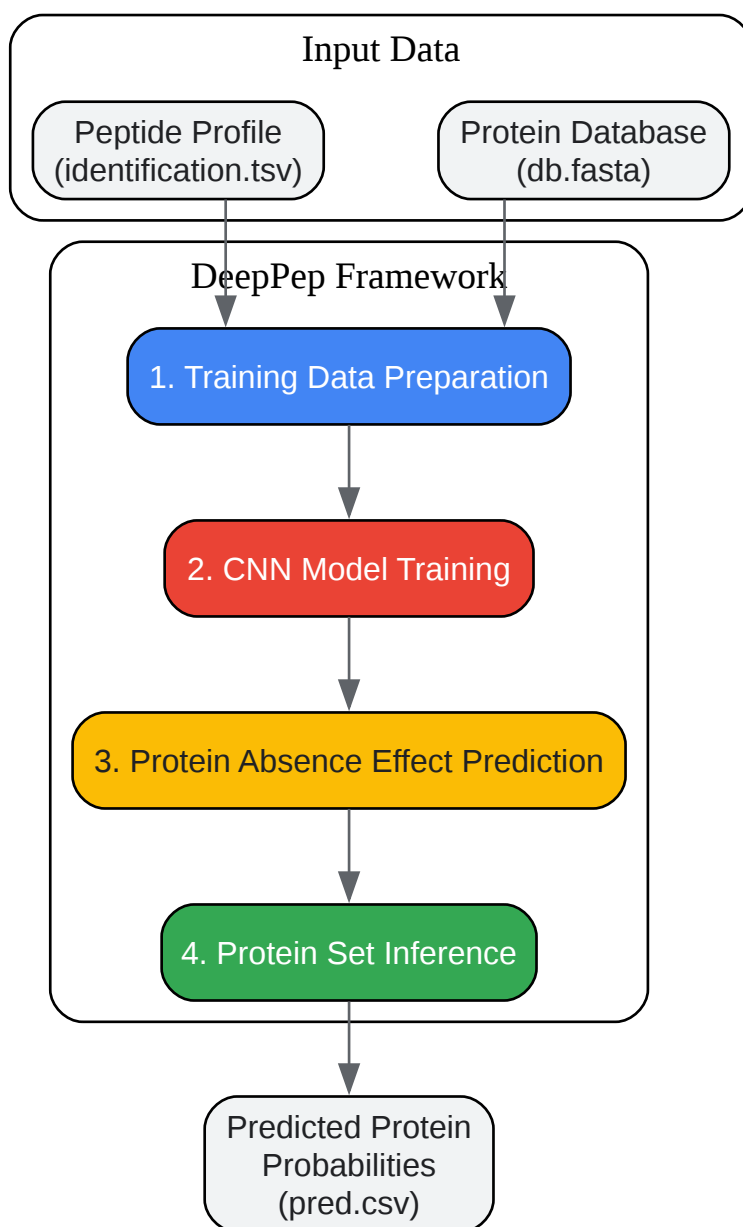 Input Data
Peptide Profile
(identification.tsv)
Protein Database
(db.fasta)
DeepPep Framework
1. Training Data Preparation
2. CNN Model Training
3. Protein Absence Effect Prediction
4. Protein Set Inference
Predicted Protein
Probabilities
(pred.csv)